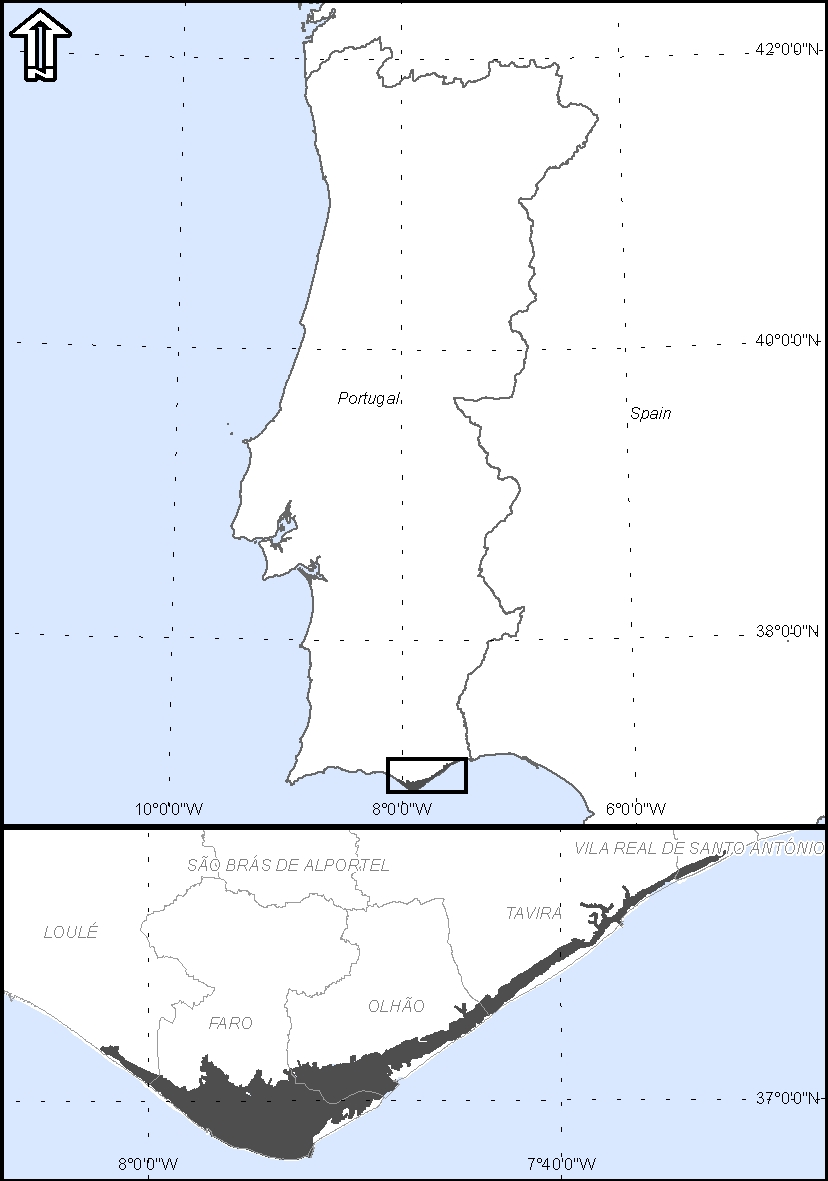 N
42°0'0"N
40°0'0"N
Portugal
Spain
38°0'0"N
10°0'0"W
8°0'0"W
6°0'0"W
VILA REAL DE SANTO ANTÓNIO
SÃO BRÁS DE ALPORTEL
TAVIRA
LOULÉ
OLHÃO
FARO
37°0'0"N
8°0'0"W
7°40'0"W